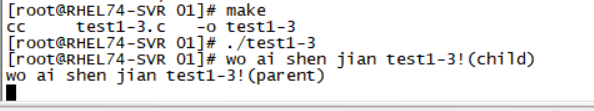 [root@RHEL74-SVR 01]# make
cc     test1-3.c   -o test1-3
[root@RHEL74-SVR 01]# ./test1-3
[root@RHEL74-SVR 01]# wo ai shen jian test1-3!(child)
wo ai shen jian test1-3!(parent)